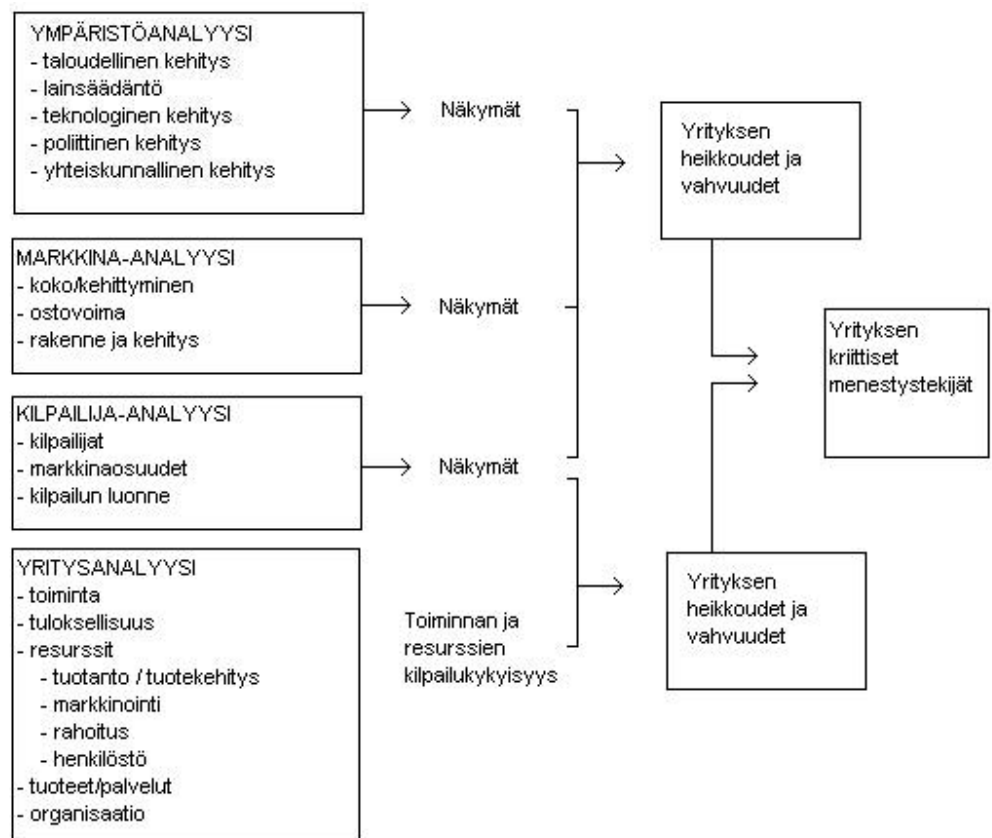 YMPÄRISTÖANALYYSI
- taloudellinen kehitys
- lainsäädäntö
- teknologinen kehitys
- poliittinen kehitys
- yhteiskunnallinen kehitys
Näkymät
MARKKINA-ANALYYSI
- koko/kehittyminen
- ostovoima
- rakenne ja kehitys
Näkymät
KILPAILIJA-ANALYYSI
- kilpailijat
- markkinaosuudet
- kilpailun luonne
Näkymät
YRITYSANALYYSI
- toiminta
- tuloksellisuus
- resurssit
- tuotanto / tuotekehitys
- markkinointi
- rahoitus
- henkilöstö
- tuoteet/palvelut
- organisaatio
Toiminnan ja
resurssien
kilpailukykyisyys
Yrityksen
heikkoudet ja
vahvuudet
Yrityksen
heikkoudet ja
vahvuudet
Yrityksen
kriittiset
menestystekijät